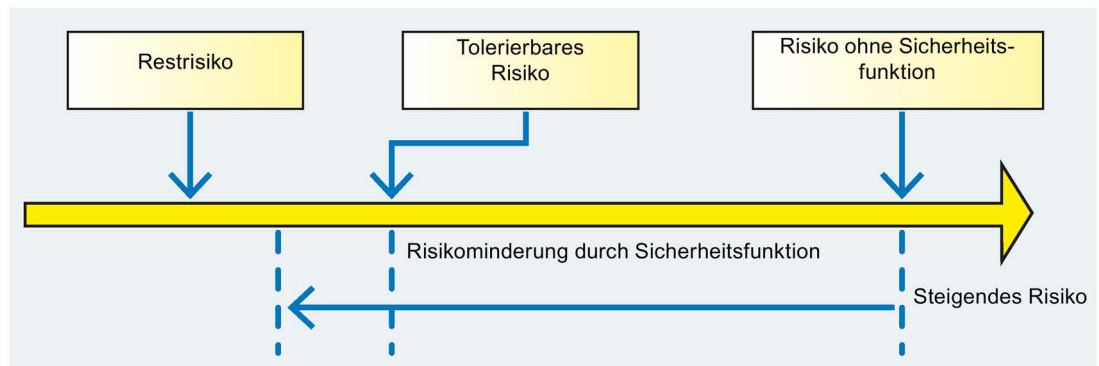 Restrisiko
Tolerierbares
Risiko
Risiko ohne Sicherheits-
funktion
Risikominderung durch Sicherheitsfunktion
Steigendes Risiko